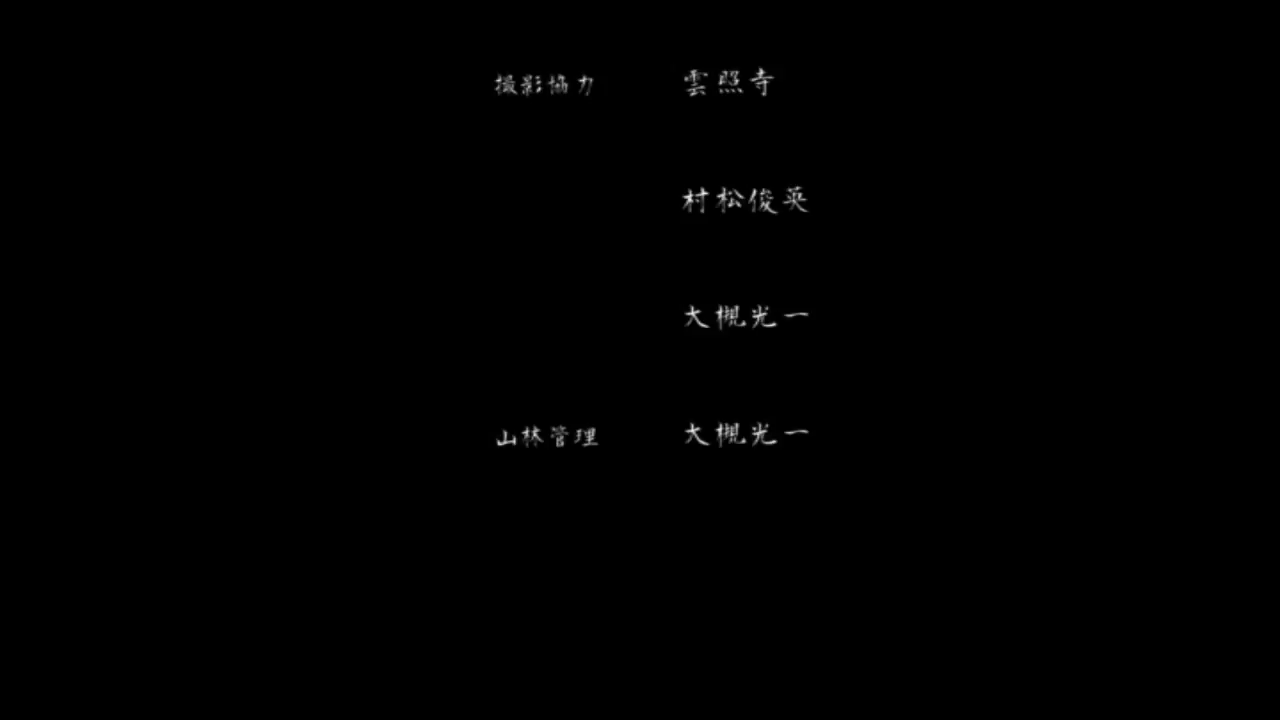 撮影協力 雲照寺
村松俊英
大槻光一
山林管理 大槻光一